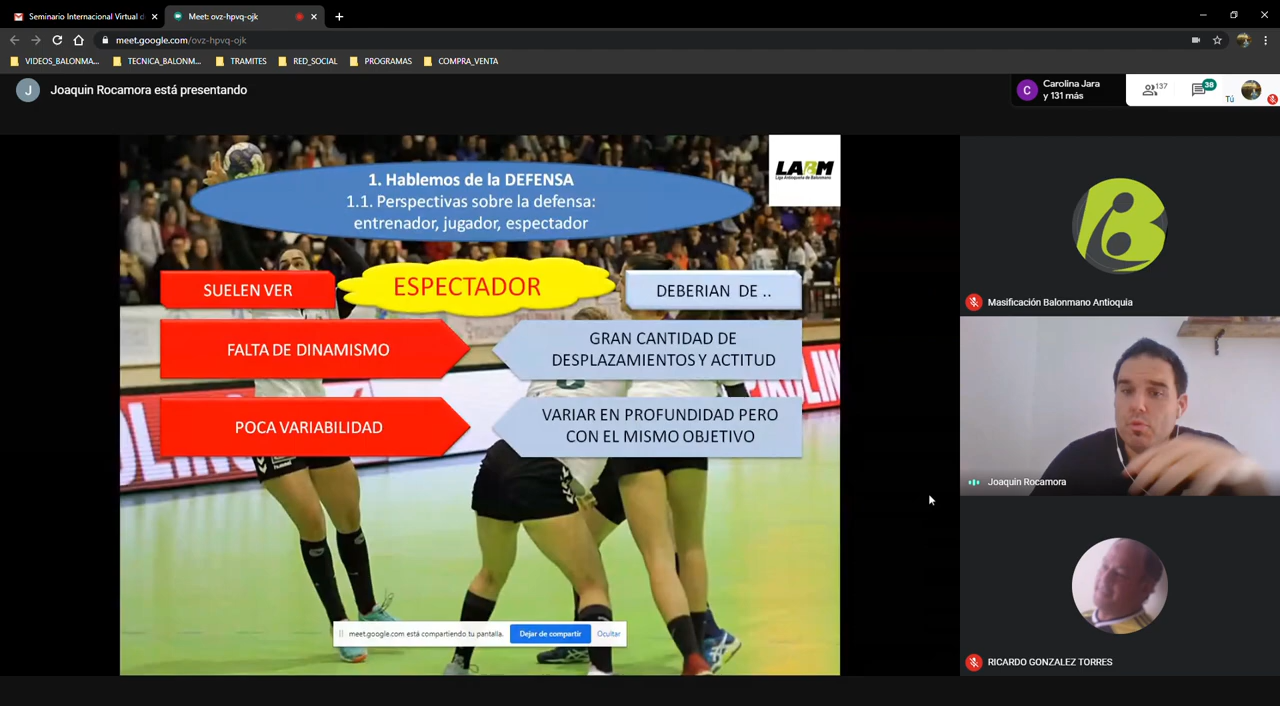 Seminario Internacional Virtual d
Meet: ovz-hpvq-ojk
meet.google.com/ovz-hpvq-ojk
VIDEOS_BALONMA...
TECNICA_BALONM...
TRAMITES
RED_SOCIAL
PROGRAMAS
COMPRA_VENTA
J
Joaquin Rocamora está presentando
C
Carolina Jara
y 131 más
137
38
Tú
1. Hablemos de la DEFENSA
1.1. Perspectivas sobre la defensa:
entrenador, jugador, espectador
LABM
Liga Antioqueña de Balonmano
SUELEN VER
ESPECTADOR
DEBERIAN DE ..
FALTA DE DINAMISMO
GRAN CANTIDAD DE
DESPLAZAMIENTOS Y ACTITUD
POCA VARIABILIDAD
VARIAR EN PROFUNDIDAD PERO
CON EL MISMO OBJETIVO
meet.google.com está compartiendo tu pantalla.
Dejar de compartir
Ocultar
Masificación Balonmano Antioquia
Joaquin Rocamora
RICARDO GONZALEZ TORRES